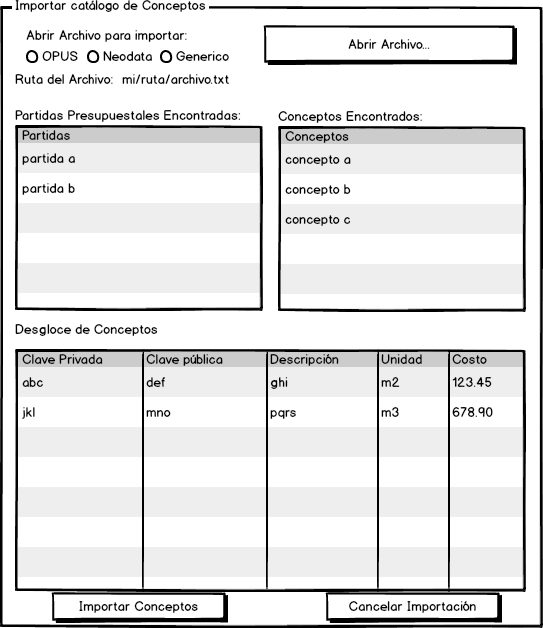 Importar catálogo de Conceptos
Abrir Archivo para importar:
OPUS Neodata Generico
Abrir Archivo...
Ruta del Archivo: mi/ruta/archivo.txt
Partidas Presupuestales Encontradas:
Partidas
partida a
partida b
Conceptos Encontrados:
Conceptos
concepto a
concepto b
concepto c
Desgloce de Conceptos
Clave Privada Clave pública Descripción Unidad Costo
abc def ghi m2 123.45
jkl mno pqrs m3 678.90
Importar Conceptos Cancelar Importación